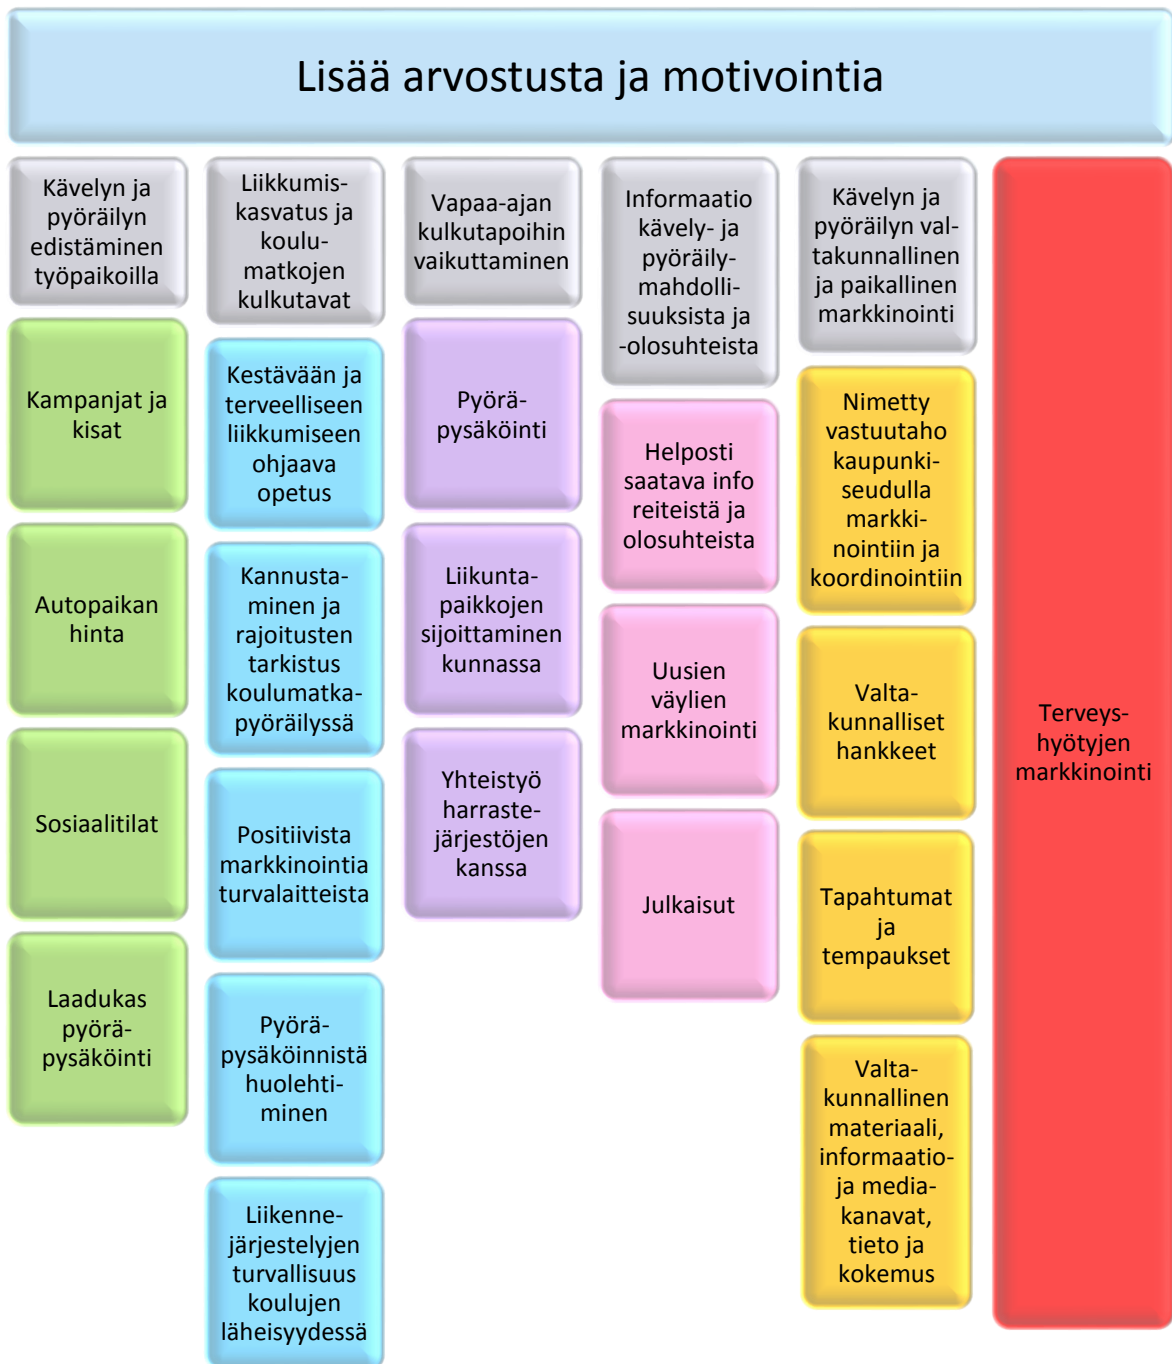 Lisää arvostusta ja motivointia
Kävelyn ja
pyöräilyn
edistäminen
työpaikoilla
Kampanjat ja
kisat
Autopaikan
hinta
Sosiaalitilat
Laadukas
pyörä-
pysäköinti
Liikkumis-
kasvatus ja
koulu-
matkojen
kulkutavat
Kestävään ja
terveelliseen
liikkumiseen
ohjaava
opetus
Kannusta-
minen ja
rajoitusten
tarkistus
koulumatka-
pyöräilyssä
Positiivista
markkinointia
turvalaitteista
Pyörä-
pysäköinnistä
huolehti-
minen
Liikenne-
järjestelyjen
turvallisuus
koulujen
läheisyydessä
Vapaa-ajan
kulkutapoihin
vaikuttaminen
Pyörä-
pysäköinti
Liikunta-
paikkojen
sijoittaminen
kunnassa
Yhteistyö
harraste-
järjestöjen
kanssa
Informaatio
kävely- ja
pyöräily-
mahdolli-
suuksista ja
-olosuhteista
Helposti
saatava info
reiteistä ja
olosuhteista
Uusien
väylien
markkinointi
Julkaisut
Kävelyn ja
pyöräilyn val-
takunnallinen
ja paikallinen
markkinointi
Nimetty
vastuutaho
kaupunki-
seudulla
markki-
nointiin ja
koordinointiin
Valta-
kunnalliset
hankkeet
Tapahtumat
ja
tempaukset
Valta-
kunnallinen
materiaali,
informaatio-
ja media-
kanavat,
tieto ja
kokemus
Terveys-
hyötyjen
markkinointi